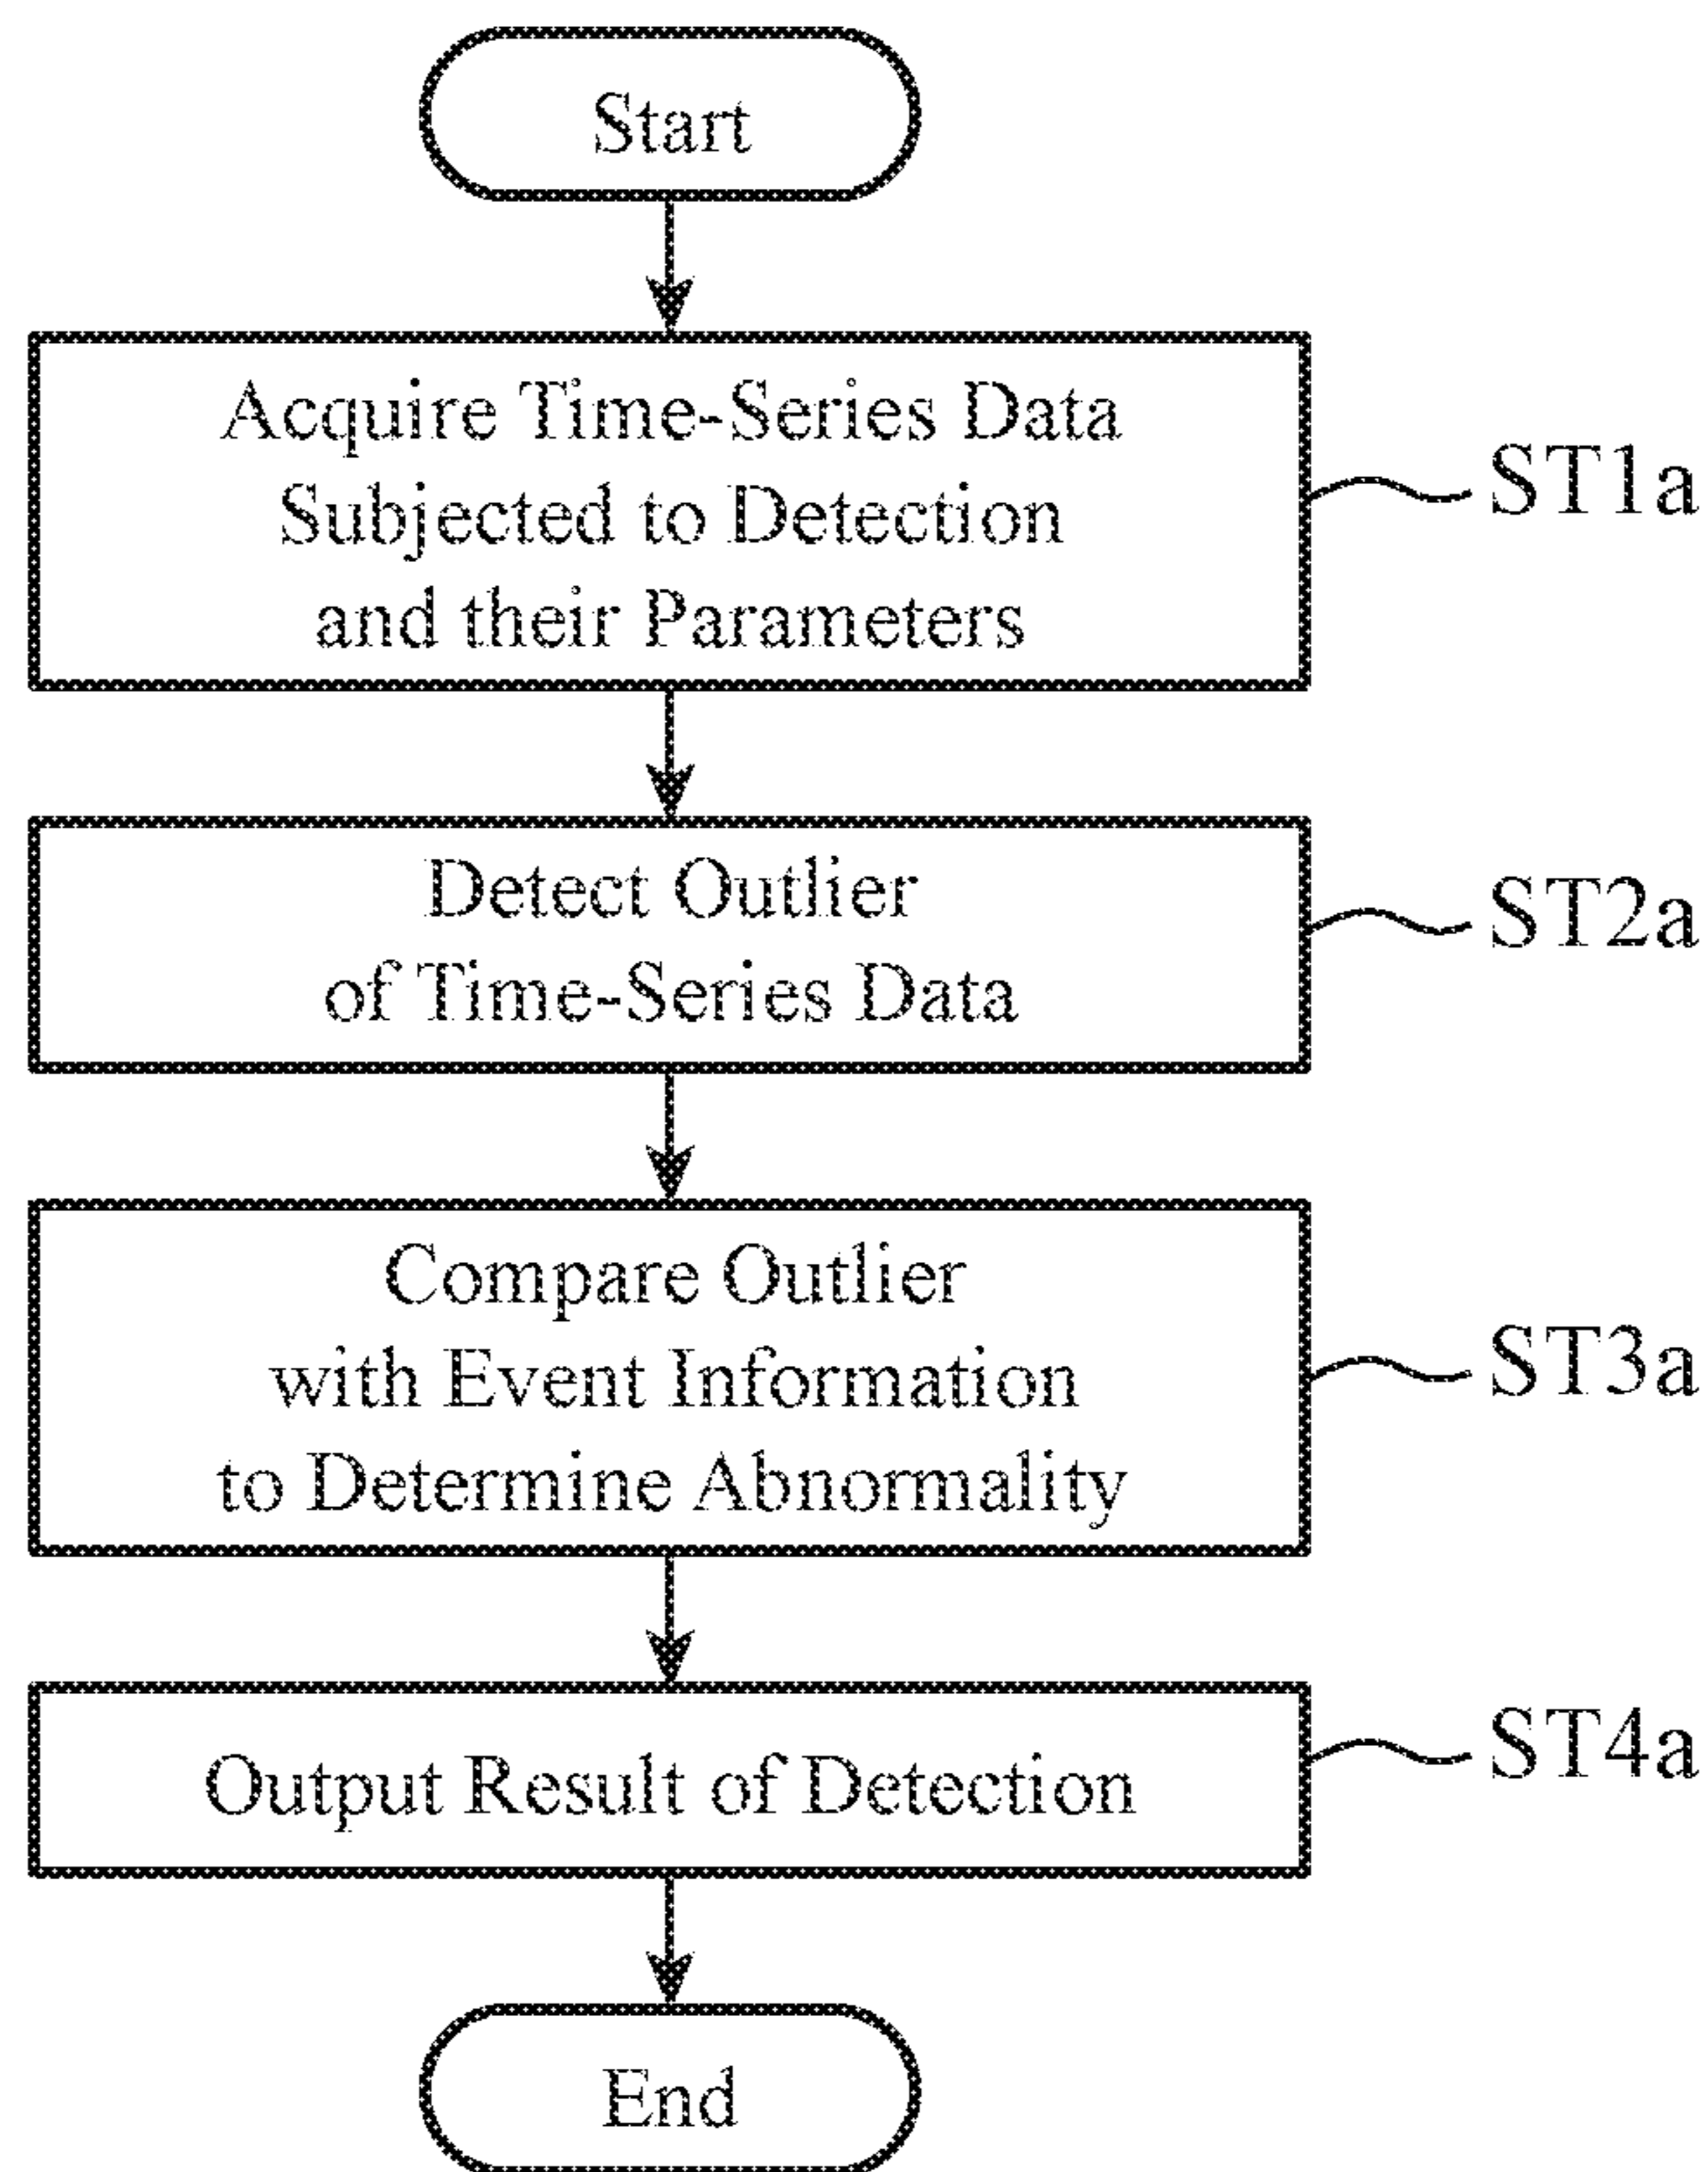 Start
Acquire Time-Series Data
Subjected to Detection
and their Parameters
ST1a
Detect Outlier
of Time-Series Data
ST2a
Compare Outlier
with Event Information
to Determine Abnormality
ST3a
Output Result of Detection
ST4a
End